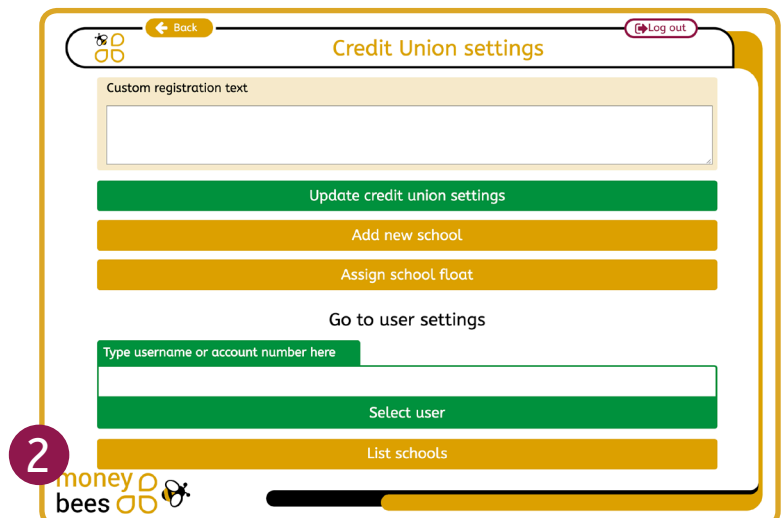 Back
Log out
Credit Union settings
Custom registration text
Update credit union settings
Add new school
Assign school float
Go to user settings
Type username or account number here
Select user
List schools
2
money
bees